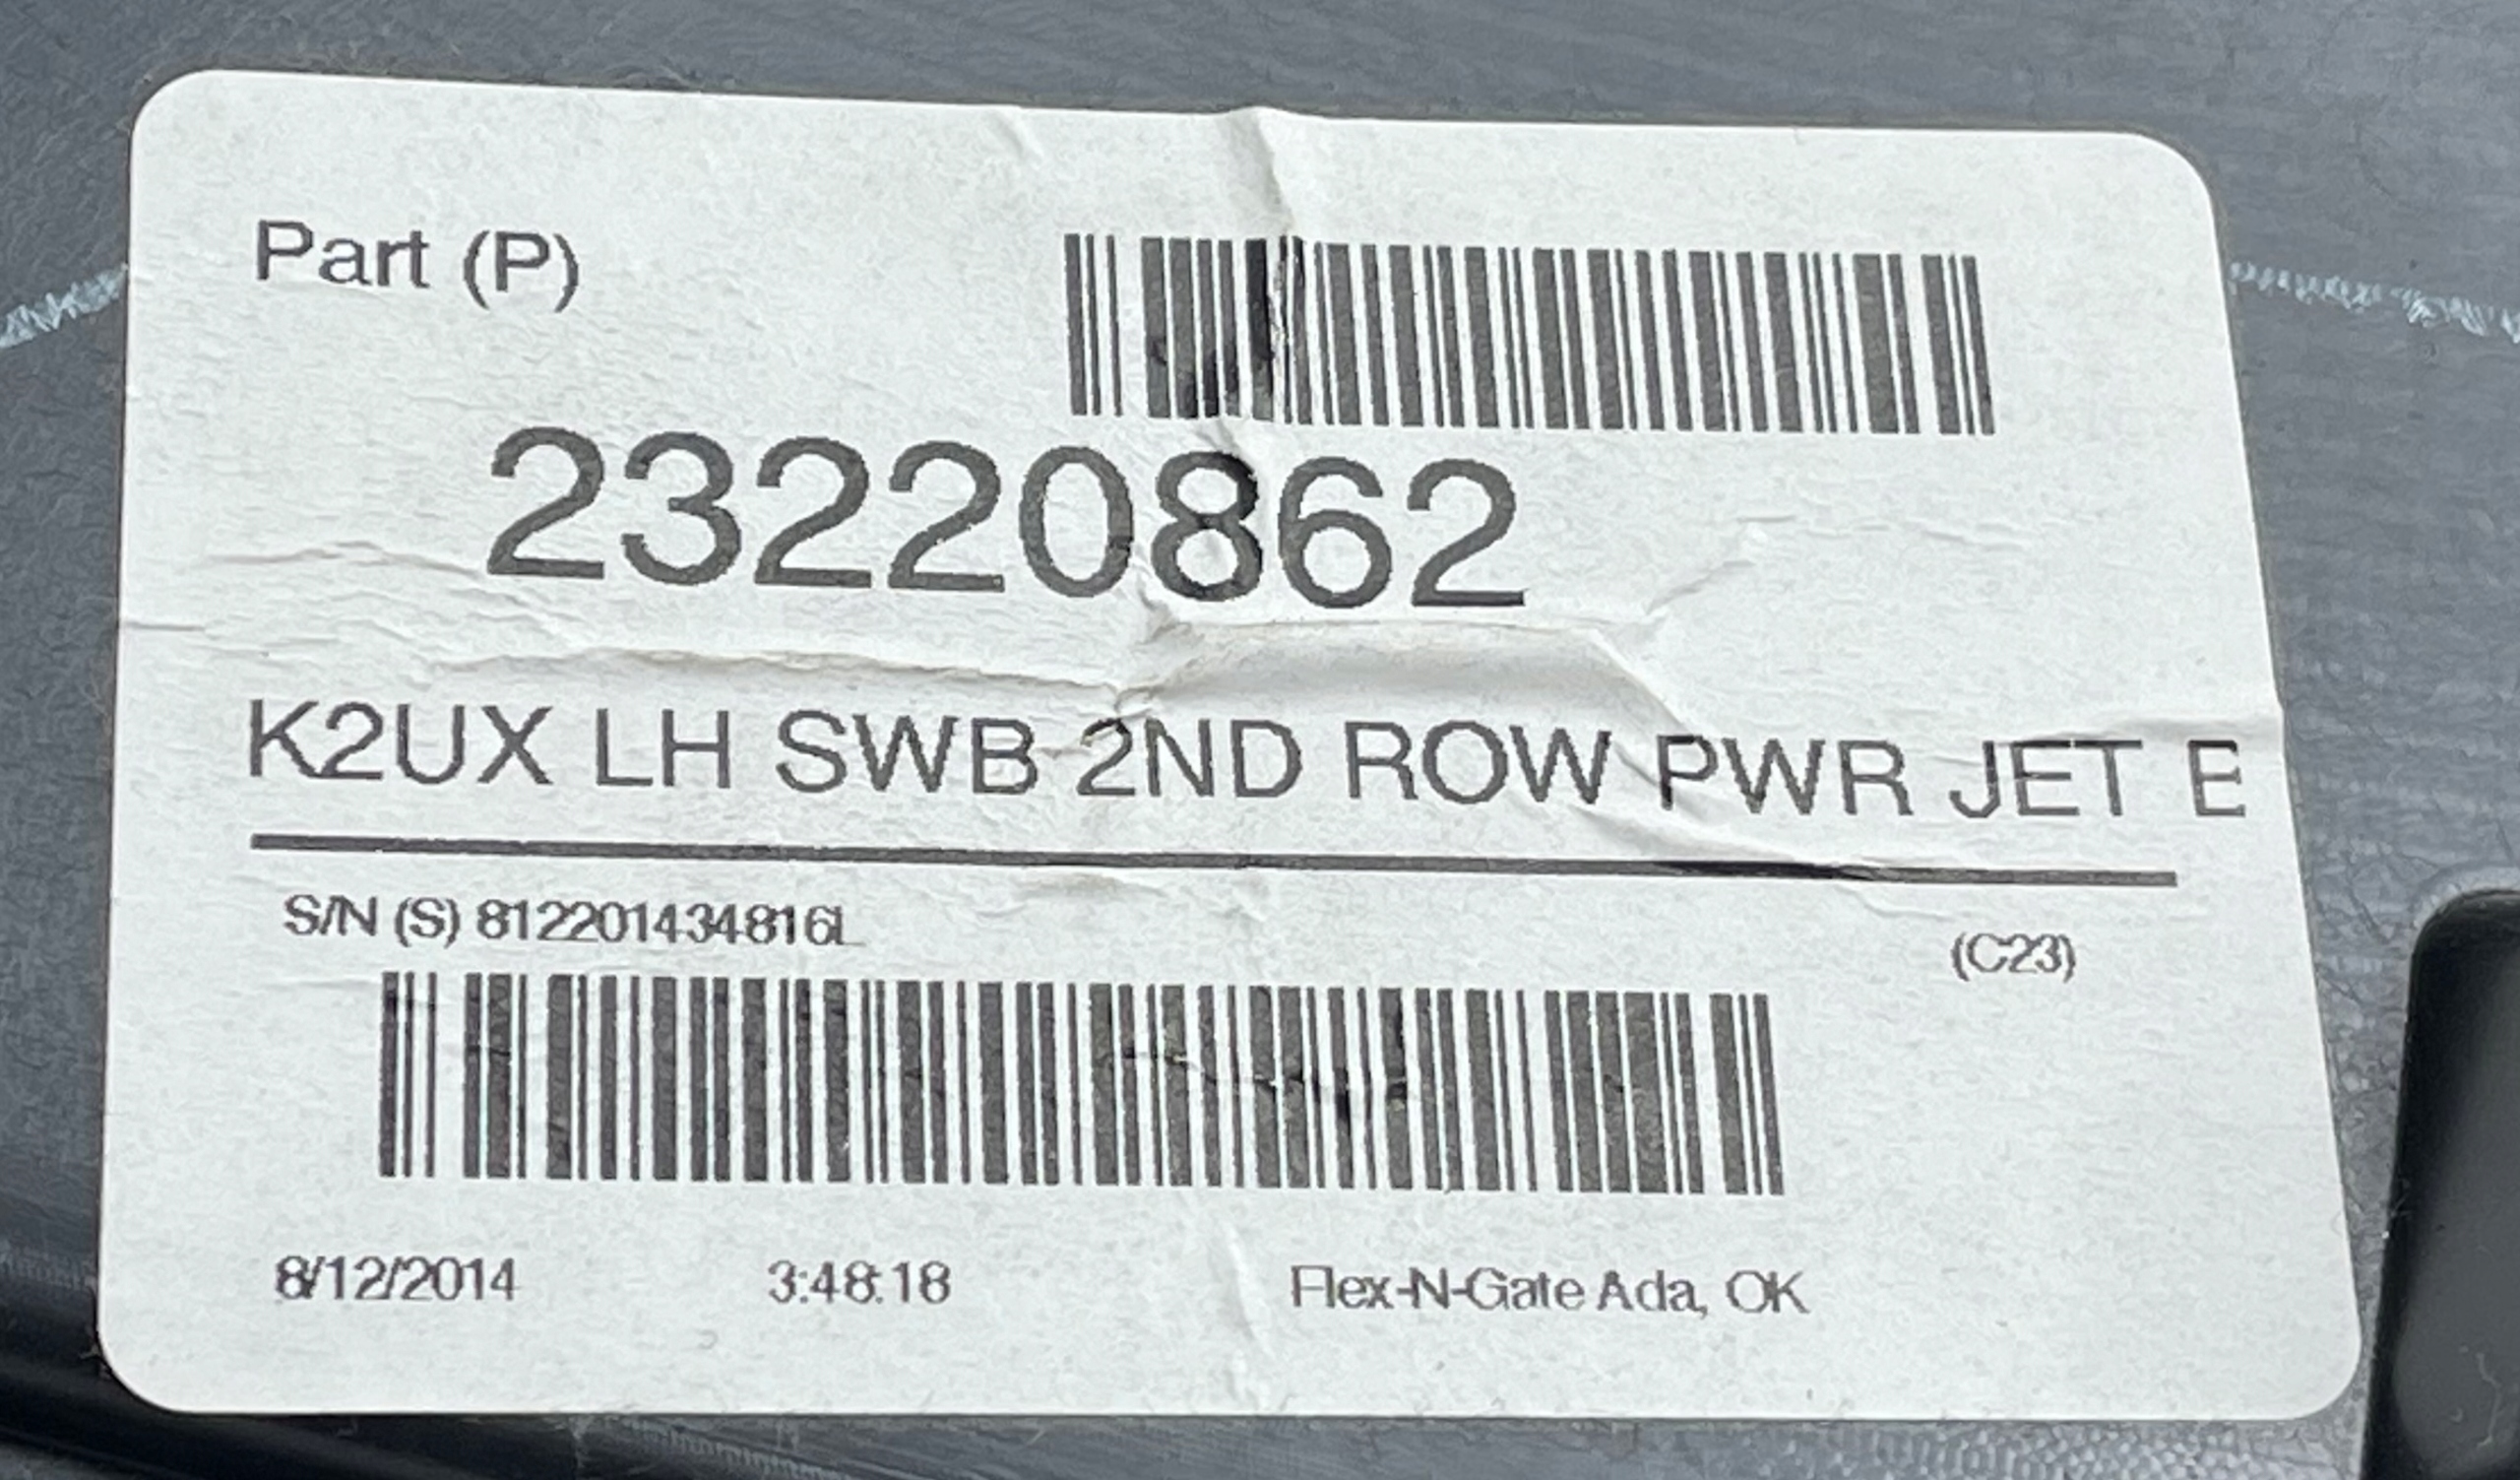 Part (P)
23220862
K2UX LH SWB 2ND ROW PWR JET B
S/N (S) 812201434816L
(C23)
8/12/2014 3:48:18 Flex-N-Gate Ada, OK